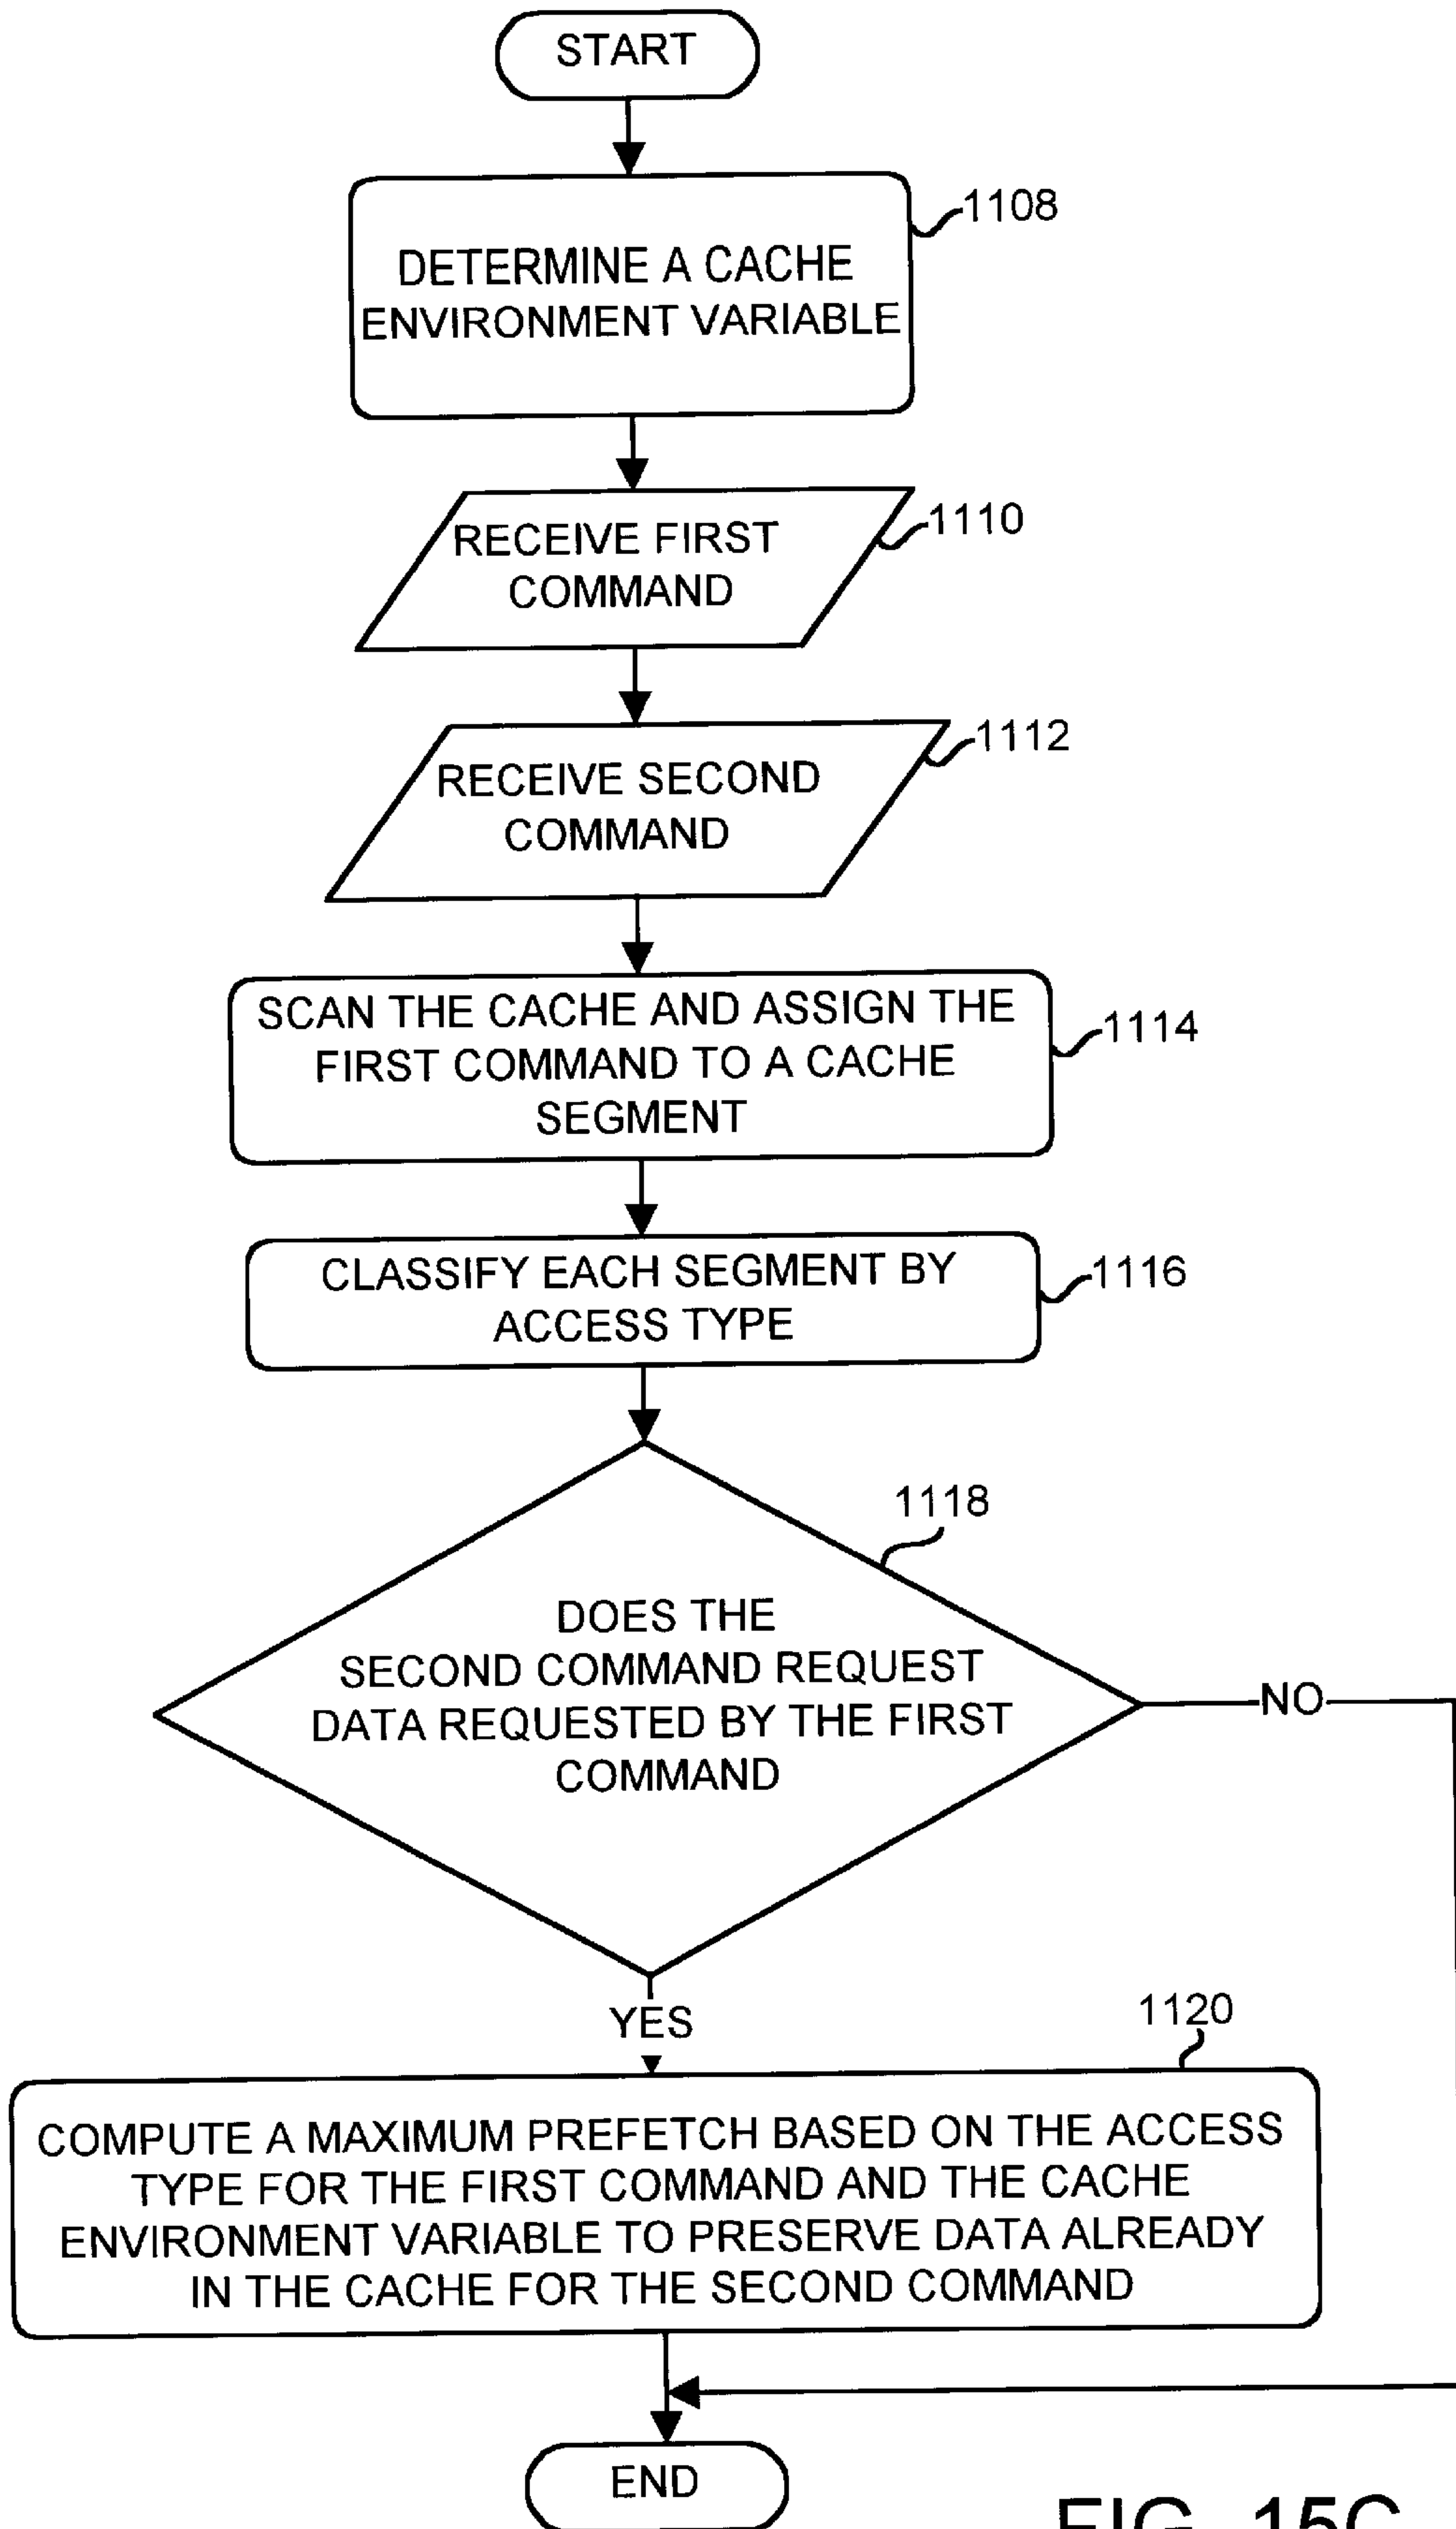 START
1108
DETERMINE A CACHE
ENVIRONMENT VARIABLE
1110
RECEIVE FIRST
COMMAND
1112
RECEIVE SECOND
COMMAND
SCAN THE CACHE AND ASSIGN THE
FIRST COMMAND TO A CACHE
SEGMENT
1114
CLASSIFY EACH SEGMENT BY
ACCESS TYPE
1116
1118
DOES THE
SECOND COMMAND REQUEST
DATA REQUESTED BY THE FIRST
COMMAND
NO
YES
1120
COMPUTE A MAXIMUM PREFETCH BASED ON THE ACCESS
TYPE FOR THE FIRST COMMAND AND THE CACHE
ENVIRONMENT VARIABLE TO PRESERVE DATA ALREADY
IN THE CACHE FOR THE SECOND COMMAND
END
FIG. 15C